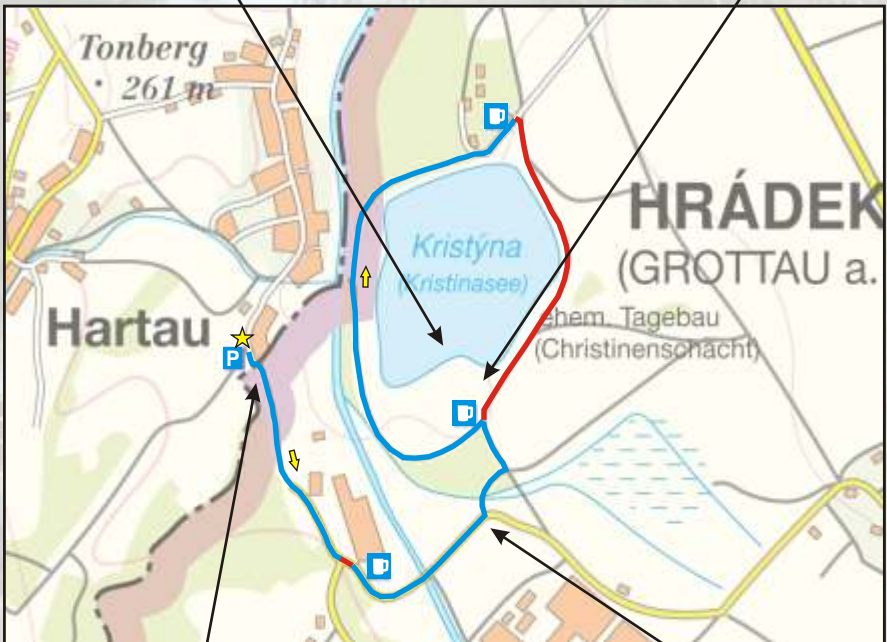 Tonberg
· 261 m
HRÁDEK
(GROTTAU a.
Kristýna
(Kristinasee)
ehem. Tagebau
(Christinenschacht)
Hartau
P